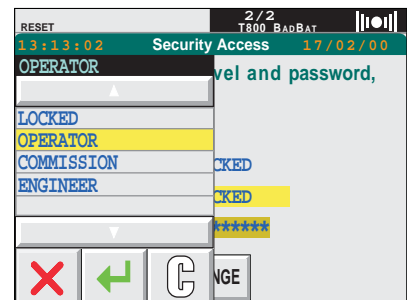 RESET 2/2
T800 BADBAT
13:13:02 Security Access 17/02/00
OPERATOR
vel and password,
LOCKED
OPERATOR
COMMISSION CKED
ENGINEER
CKED
******
C NGE